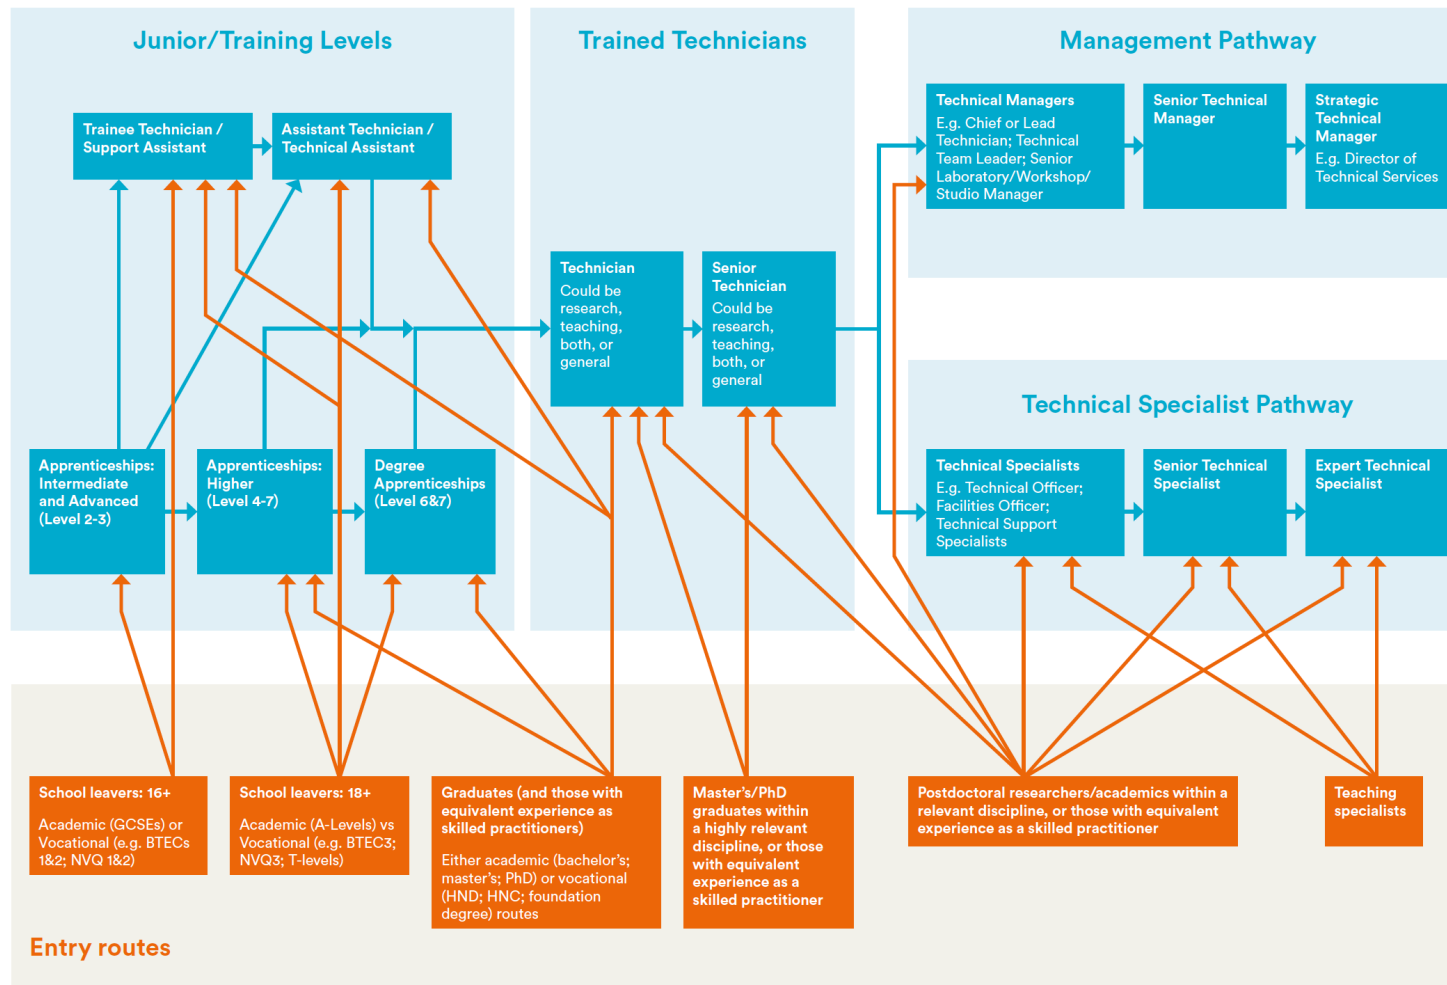 Junior/Training Levels
Trained Technicians
Management Pathway
Trainee Technician /
Support Assistant
Assistant Technician /
Technical Assistant
Technical Managers
E.g. Chief or Lead
Technician; Technical
Team Leader; Senior
Laboratory/Workshop/
Studio Manager
Senior Technical
Manager
Strategic
Technical
Manager
E.g. Director of
Technical Services
Technician
Could be
research,
teaching,
both, or
general
Senior
Technician
Could be
research,
teaching,
both, or
general
Technical Specialist Pathway
Apprenticeships:
Intermediate
and Advanced
(Level 2-3)
Apprenticeships:
Higher
(Level 4-7)
Degree
Apprenticeships
(Level 6&7)
Technical Specialists
E.g. Technical Officer;
Facilities Officer;
Technical Support
Specialists
Senior Technical
Specialist
Expert Technical
Specialist
School leavers: 16+
Academic (GCSEs) or
Vocational (e.g. BTECs
1&2; NVQ 1&2)
School leavers: 18+
Academic (A-Levels) vs
Vocational (e.g. BTEC3;
NVQ3; T-levels)
Graduates (and those with
equivalent experience as
skilled practitioners)
Either academic (bachelor's;
master's; PhD) or vocational
(HND; HNC; foundation
degree) routes
Master's/PhD
graduates within
a highly relevant
discipline, or those
with equivalent
experience as a
skilled practitioner
Postdoctoral researchers/academics within a
relevant discipline, or those with equivalent
experience as a skilled practitioner
Teaching
specialists
Entry routes